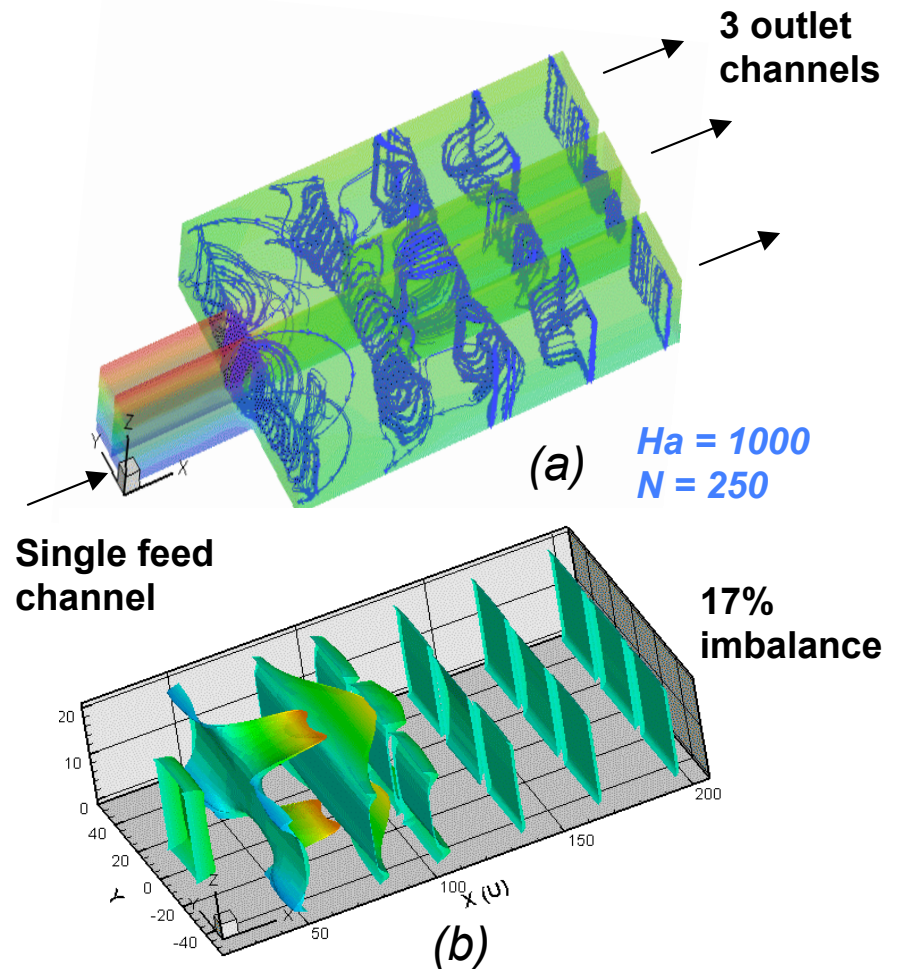 3 outlet
channels
Z
Y
X
(a)
Ha = 1000
N = 250
Single feed
channel
17%
imbalance
20
10
0
40
20
0
-20
-40
Y
Z
X
50
100
150
200
X (U)
(b)